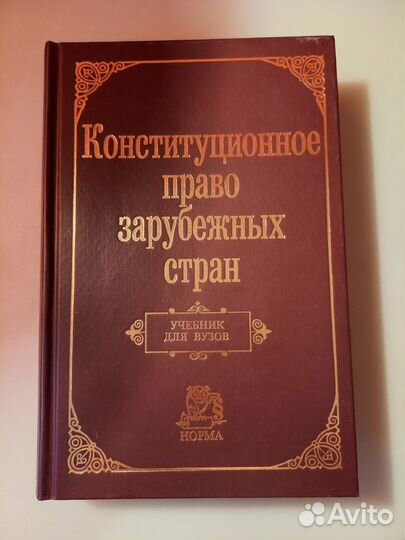 Конституционное
право
зарубежных
стран
УЧЕБНИК
ДЛЯ ВУЗОВ
НОРМА
Avito